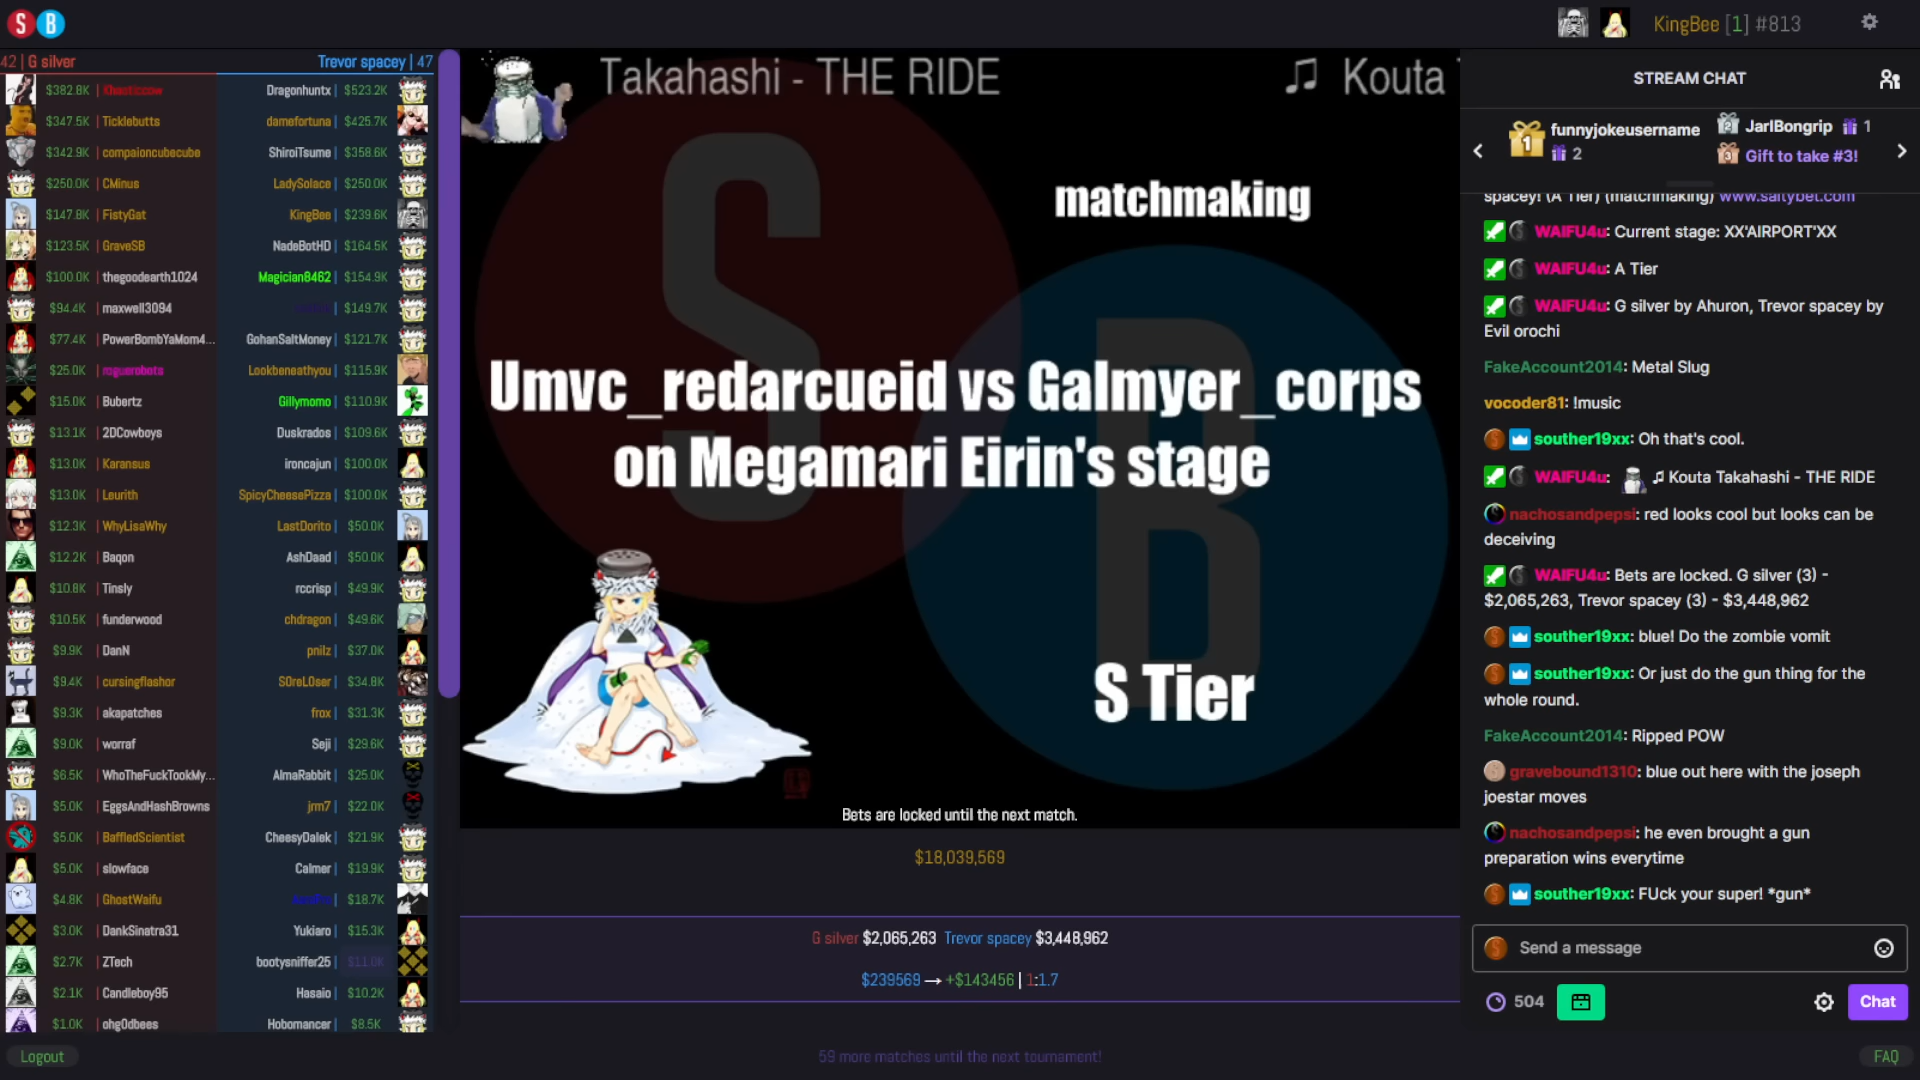 S B
KingBee [1] #813
42 | G silver
Trevor spacey | 47
$382.8K | Khaoticcow
Dragonhuntx | $523.2K
$347.5K | Ticklebutts
damefortuna | $425.7K
$342.9K | compaioncubecube
ShiroiTsume | $358.6K
$250.0K | CMinus
LadySolace | $250.0K
$147.8K | FistyGat
KingBee | $239.6K
$123.5K | GraveSB
NadeBotHD | $164.5K
$100.0K | thegoodearth1024
Magician8462 | $154.9K
$94.4K | maxwell3094
| $149.7K
$77.4K | PowerBombYaMom4...
GohanSaltMoney | $121.7K
$25.0K | roguerobots
Lookbeneathyou | $115.9K
$15.0K | Bubertz
Gillymomo | $110.9K
$13.1K | 2DCowboys
Duskrados | $109.6K
$13.0K | Karansus
ironcajun | $100.0K
$13.0K | Leurith
SpicyCheesePizza | $100.0K
$12.3K | WhyLisaWhy
LastDorito | $50.0K
$12.2K | Baqon
AshDaad | $50.0K
$10.8K | Tinsly
rccrisp | $49.9K
$10.5K | funderwood
chdragon | $49.6K
$9.9K | DanN
pnilz | $37.0K
$9.4K | cursingflashor
S0reL0ser | $34.8K
$9.3K | akapatches
frox | $31.3K
$9.0K | worraf
Seji | $29.6K
$6.5K | WhoTheFuckTookMy...
AlmaRabbit | $25.0K
$5.0K | EggsAndHashBrowns
jrm7 | $22.0K
$5.0K | BaffledScientist
CheesyDalek | $21.9K
$5.0K | slowface
Calmer | $19.9K
$4.8K | GhostWaifu
| $18.7K
$3.0K | DankSinatra31
Yukiaro | $15.3K
$2.7K | ZTech
bootysniffer25 | $11.0K
$2.1K | Candleboy95
Hasaio | $10.2K
$1.0K | ohg0dbees
Hobomancer | $8.5K
Logout
Takahashi - THE RIDE ♫ Kouta
matchmaking
S
B
Umvc_redarcueid vs Galmyer_corps
on Megamari Eirin's stage
S Tier
Bets are locked until the next match.
$18,039,569
G silver $2,065,263 Trevor spacey $3,448,962
$239569 → +$143456 | 1:1.7
59 more matches until the next tournament!
STREAM CHAT
1 funnyjokeusername
2
2 JarlBongrip 1
3 Gift to take #3!
spacey! (A Tier) (matchmaking) www.saltybet.com
WAIFU4u: Current stage: XX'AIRPORT'XX
WAIFU4u: A Tier
WAIFU4u: G silver by Ahuron, Trevor spacey by
Evil orochi
FakeAccount2014: Metal Slug
vocoder81: !music
souther19xx: Oh that's cool.
WAIFU4u: ♫ Kouta Takahashi - THE RIDE
nachosandpepsi: red looks cool but looks can be
deceiving
WAIFU4u: Bets are locked. G silver (3) -
$2,065,263, Trevor spacey (3) - $3,448,962
souther19xx: blue! Do the zombie vomit
souther19xx: Or just do the gun thing for the
whole round.
FakeAccount2014: Ripped POW
gravebound1310: blue out here with the joseph
joestar moves
nachosandpepsi: he even brought a gun
preparation wins everytime
souther19xx: FUck your super! *gun*
Send a message
504
Chat
FAQ